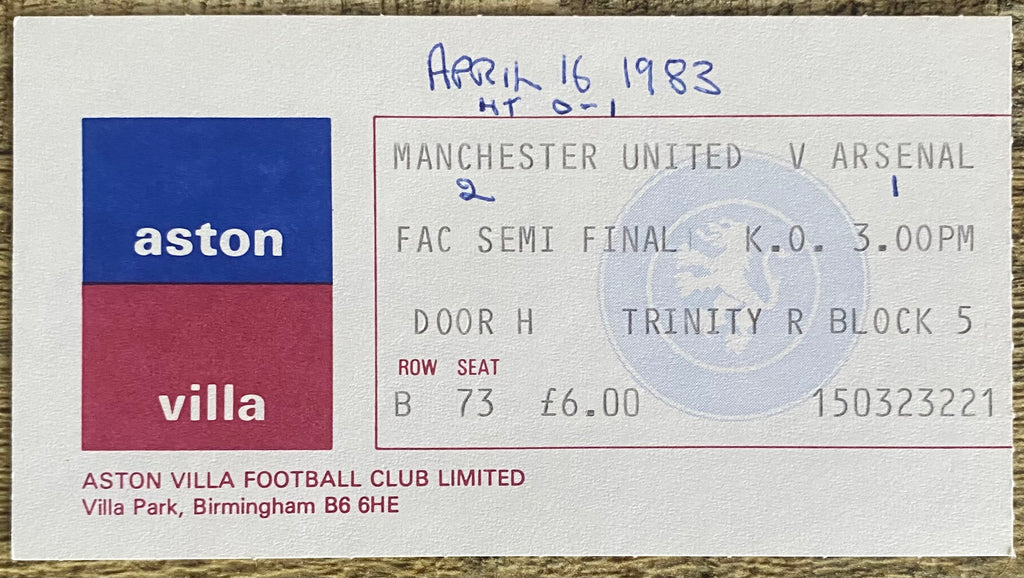 APRIL 16 1983
HT 0-1
MANCHESTER UNITED V ARSENAL
2 1
FAC SEMI FINAL K.O. 3.00PM
DOOR H TRINITY R BLOCK 5
ROW SEAT
B 73 £6.00 150323221
aston
villa
ASTON VILLA FOOTBALL CLUB LIMITED
Villa Park, Birmingham B6 6HE